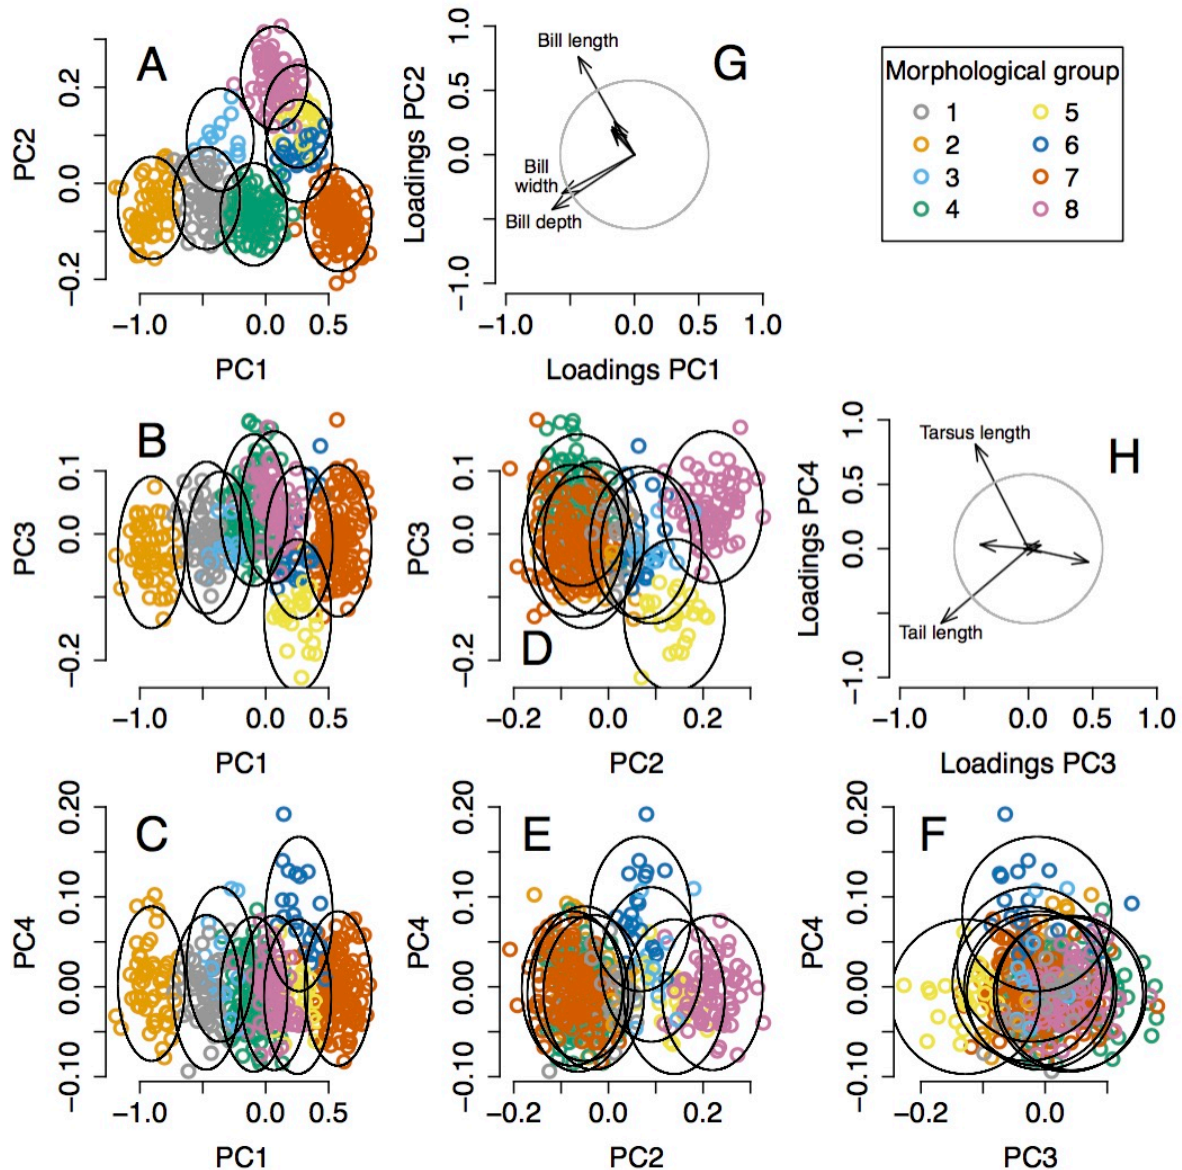 A
PC2
0.2
0.0
−0.2
−1.0 0.0 0.5
PC1
G
Loadings PC2
1.0
0.5
0.0
−1.0
Bill length
Bill
width
Bill depth
−1.0 0.0 0.5 1.0
Loadings PC1
Morphological group
1 5
2 6
3 7
4 8
B
PC3
0.1
0.0
−0.2
−1.0 0.0 0.5
PC1
D
PC3
0.1
0.0
−0.2
−0.2 0.0 0.2
PC2
H
Loadings PC4
1.0
0.5
0.0
−1.0
Tarsus length
Tail length
−1.0 0.0 0.5 1.0
Loadings PC3
C
PC4
0.20
0.10
0.00
−0.10
−1.0 0.0 0.5
PC1
E
PC4
0.20
0.10
0.00
−0.10
−0.2 0.0 0.2
PC2
F
PC4
0.20
0.10
0.00
−0.10
−0.2 0.0
PC3